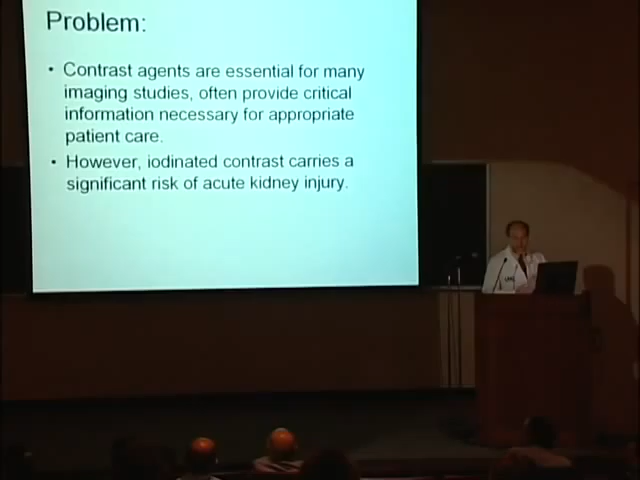 Problem:
• Contrast agents are essential for many
imaging studies, often provide critical
information necessary for appropriate
patient care.
• However, iodinated contrast carries a
significant risk of acute kidney injury.